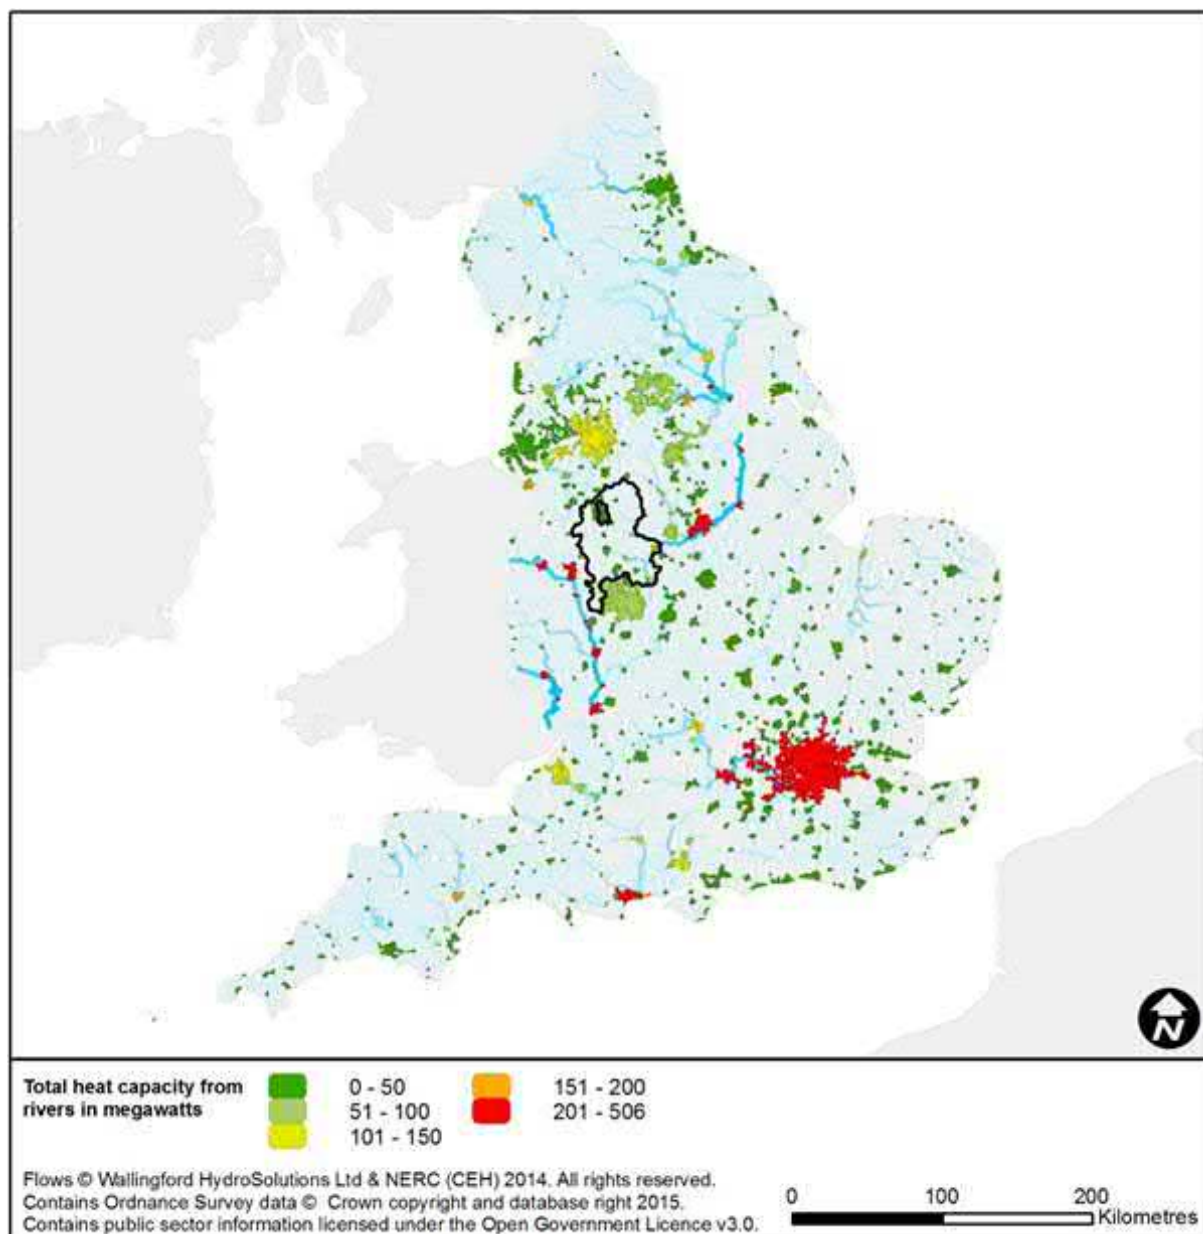 N
Total heat capacity from
rivers in megawatts
0 - 50
51 - 100
101 - 150
151 - 200
201 - 506
Flows © Wallingford HydroSolutions Ltd & NERC (CEH) 2014. All rights reserved.
Contains Ordnance Survey data © Crown copyright and database right 2015.
Contains public sector information licensed under the Open Government Licence v3.0.
0 100 200
Kilometres